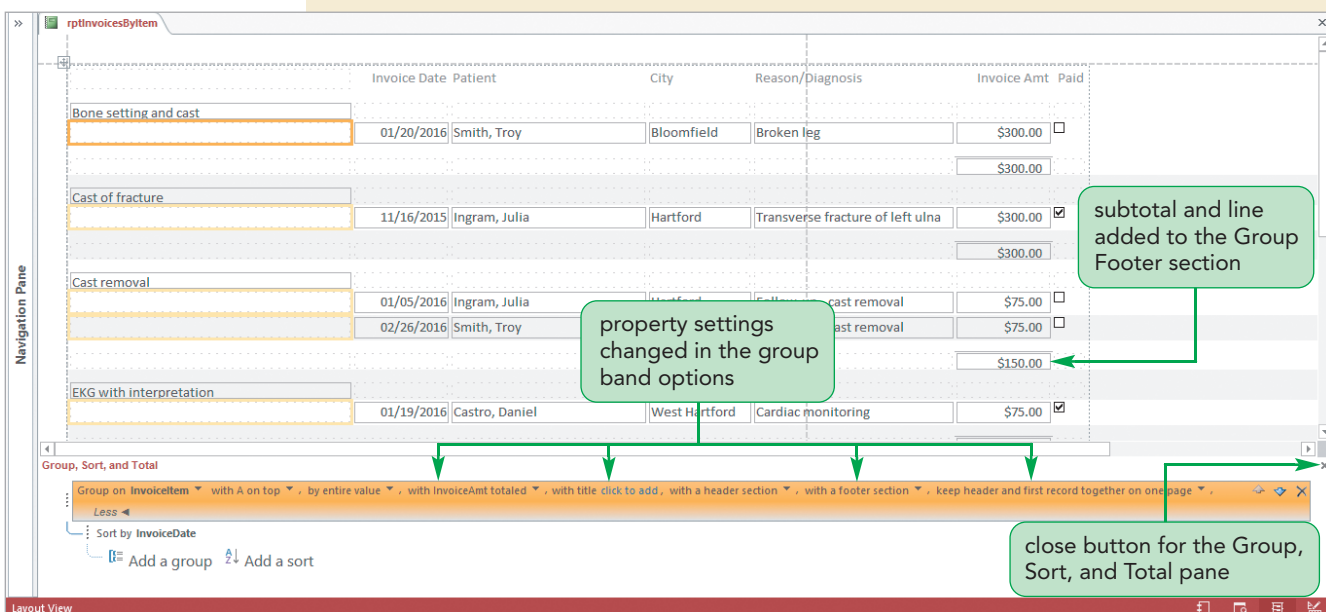 rptInvoicesByItem
Invoice Date Patient City Reason/Diagnosis Invoice Amt Paid
Bone setting and cast
01/20/2016 Smith, Troy Bloomfield Broken leg $300.00
$300.00
Cast of fracture
11/16/2015 Ingram, Julia Hartford Transverse fracture of left ulna $300.00
$300.00
subtotal and line
added to the Group
Footer section
Cast removal
01/05/2016 Ingram, Julia cast removal $75.00
02/26/2016 Smith, Troy cast removal $75.00
$150.00
property settings
changed in the group
band options
EKG with interpretation
01/19/2016 Castro, Daniel West Hartford Cardiac monitoring $75.00
Navigation Pane
Group, Sort, and Total
Group on InvoiceItem with A on top , by entire value , with InvoiceAmt totaled , with title click to add , with a header section , with a footer section , keep header and first record together on one page ,
Less
Sort by InvoiceDate
Add a group Add a sort
close button for the Group,
Sort, and Total pane
Layout View